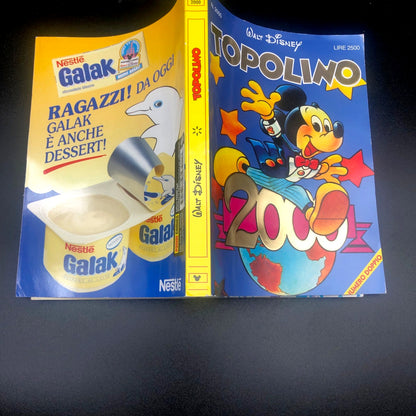 Nestlé
Galak
RAGAZZI! DA OGGI
GALAK
È ANCHE
DESSERT!
Nestlé
Galak
Galak
Nestlé
2000
TOPOLINO
WALT DISNEY
WALT DISNEY
LIRE 2500
TOPOLINO
2000
NUMERO DOPPIO